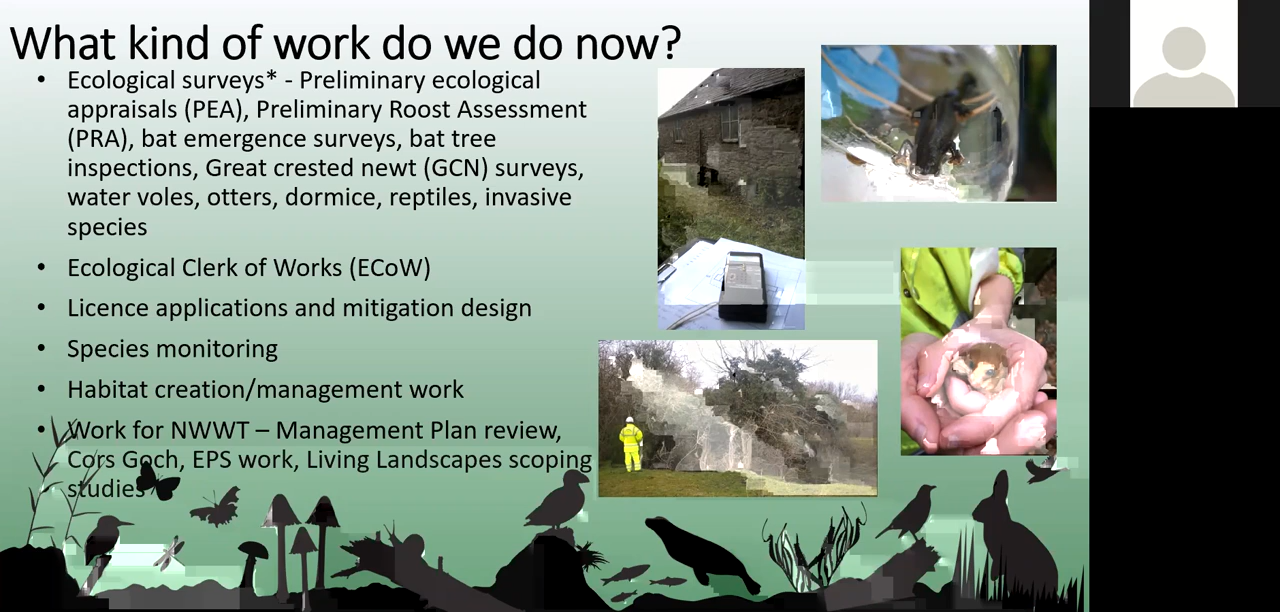 What kind of work do we do now?
• Ecological surveys* - Preliminary ecological
appraisals (PEA), Preliminary Roost Assessment
(PRA), bat emergence surveys, bat tree
inspections, Great crested newt (GCN) surveys,
water voles, otters, dormice, reptiles, invasive
species
• Ecological Clerk of Works (ECoW)
• Licence applications and mitigation design
• Species monitoring
• Habitat creation/management work
• Work for NWWT – Management Plan review,
Cors Goch, EPS work, Living Landscapes scoping
studies